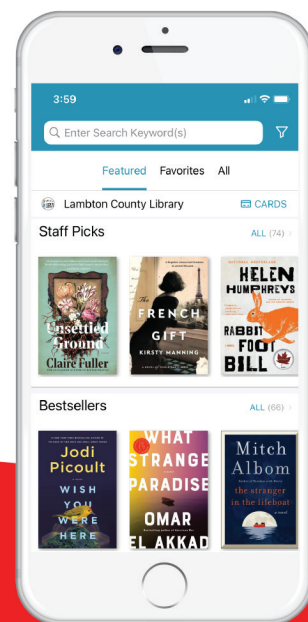 3:59
Enter Search Keyword(s)
Featured Favorites All
Lambton County Library CARDS
Staff Picks ALL (74) >
Unsettled
Ground
Claire Fuller
The
FRENCH
GIFT
KIRSTY MANNING
HELEN
HUMPHREYS
RABBIT
FOOT
BILL
Bestsellers ALL (66) >
Jodi
Picoult
WISH
YOU
WERE
HERE
WHAT
STRANGE
PARADISE
OMAR
EL AKKAD
Mitch
Albom
the stranger
in the lifeboat
a novel